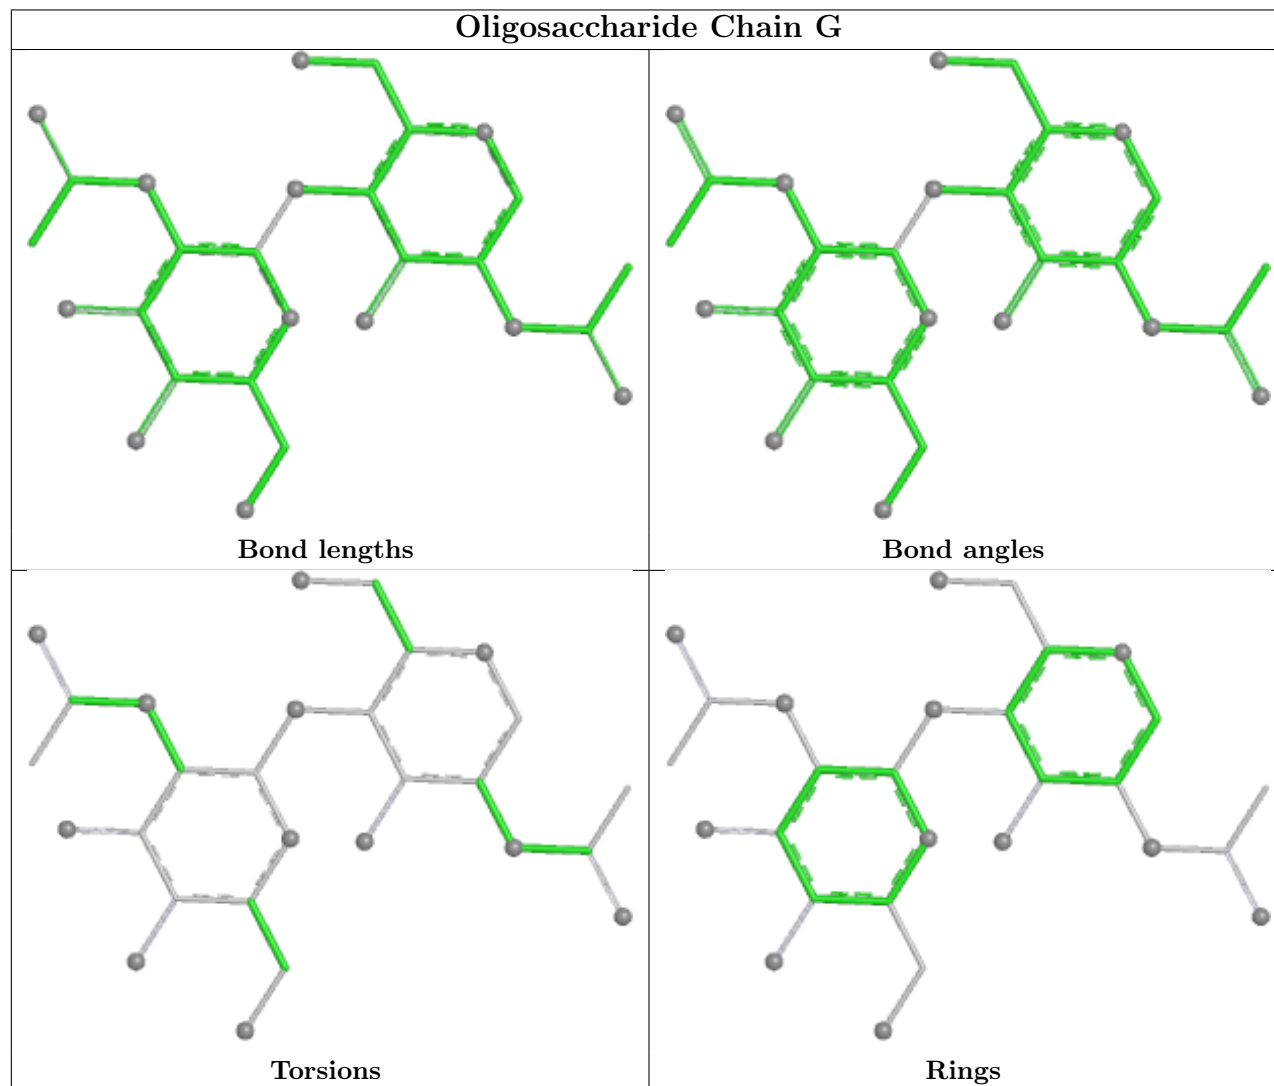 Oligosaccharide Chain G
Bond lengths
Bond angles
Torsions
Rings